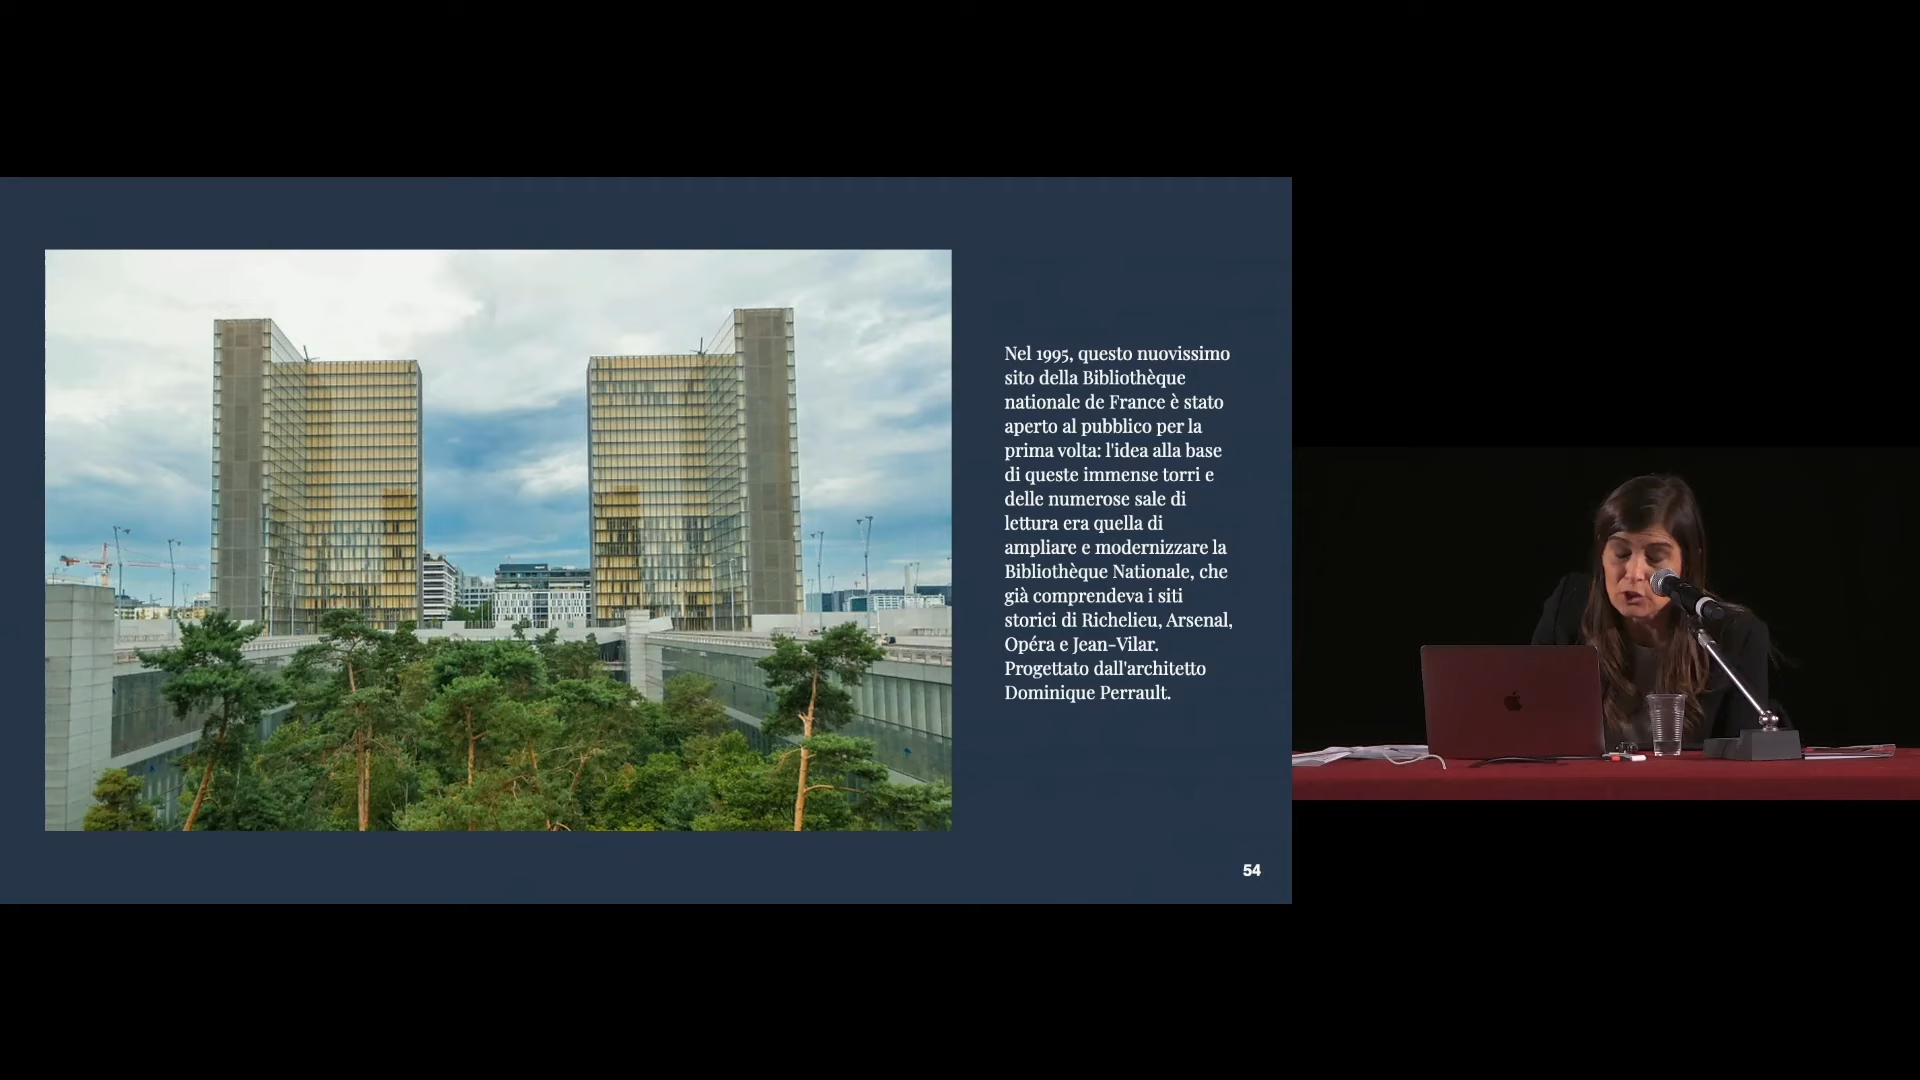 Nel 1995, questo nuovissimo
sito della Bibliothèque
nationale de France è stato
aperto al pubblico per la
prima volta: l'idea alla base
di queste immense torri e
delle numerose sale di
lettura era quella di
ampliare e modernizzare la
Bibliothèque Nationale, che
già comprendeva i siti
storici di Richelieu, Arsenal,
Opéra e Jean-Vilar.
Progettato dall'architetto
Dominique Perrault.
54